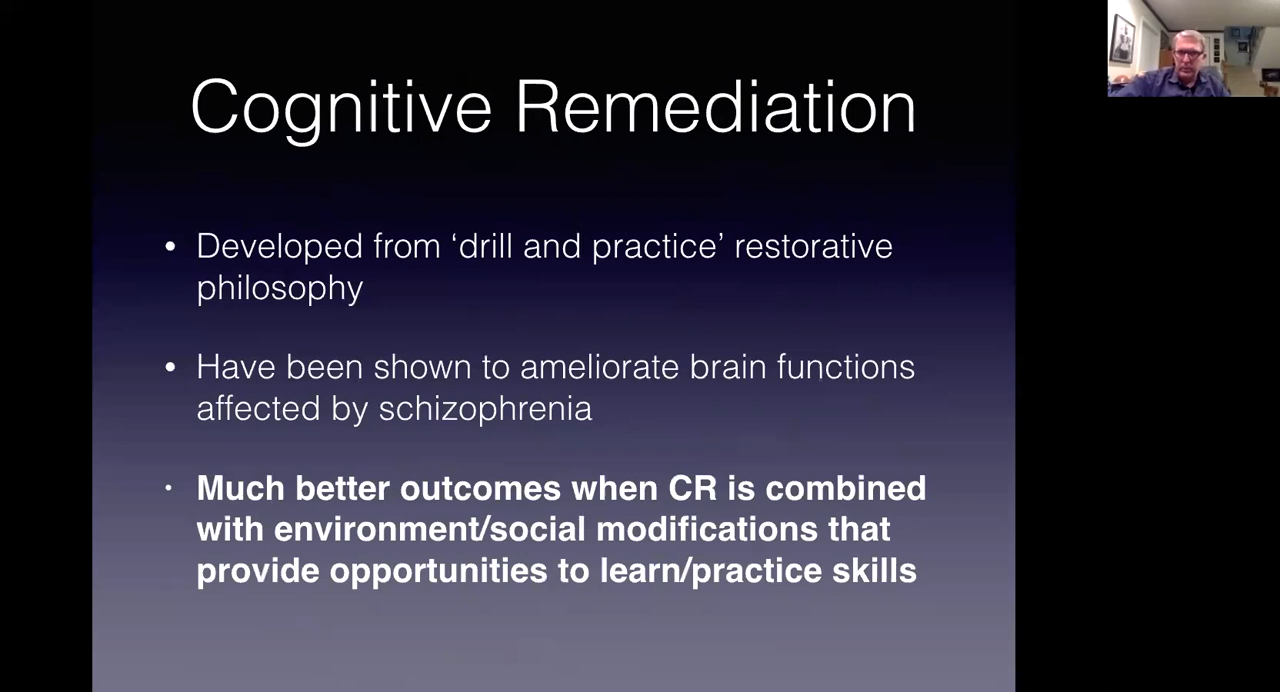 Cognitive Remediation
• Developed from ‘drill and practice’ restorative
philosophy
• Have been shown to ameliorate brain functions
affected by schizophrenia
• Much better outcomes when CR is combined
with environment/social modifications that
provide opportunities to learn/practice skills